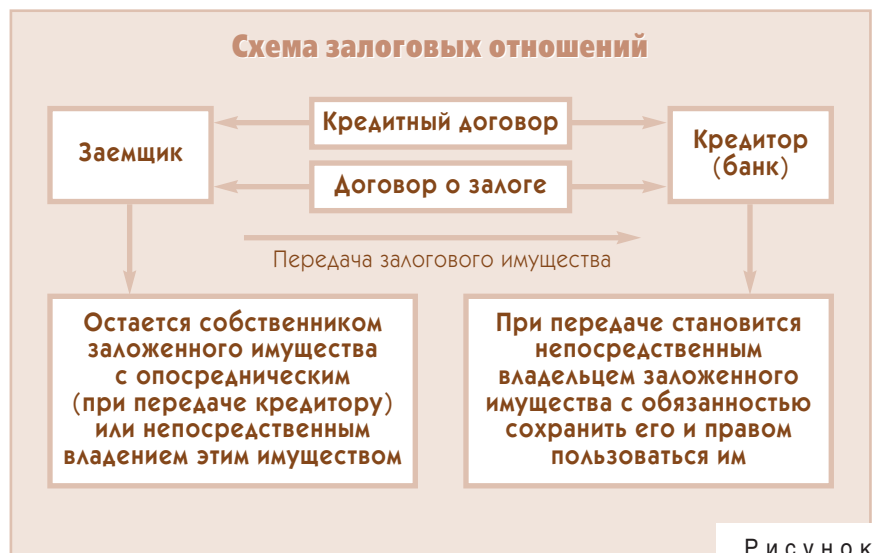 Схема залоговых отношений
Заемщик
Кредитный договор
Договор о залоге
Кредитор
(банк)
Передача залогового имущества
Остается собственником
заложенного имущества
с опосредническим
(при передаче кредитору)
или непосредственным
владением этим имуществом
При передаче становится
непосредственным
владельцем заложенного
имущества с обязанностью
сохранить его и правом
пользоваться им
Рисунок